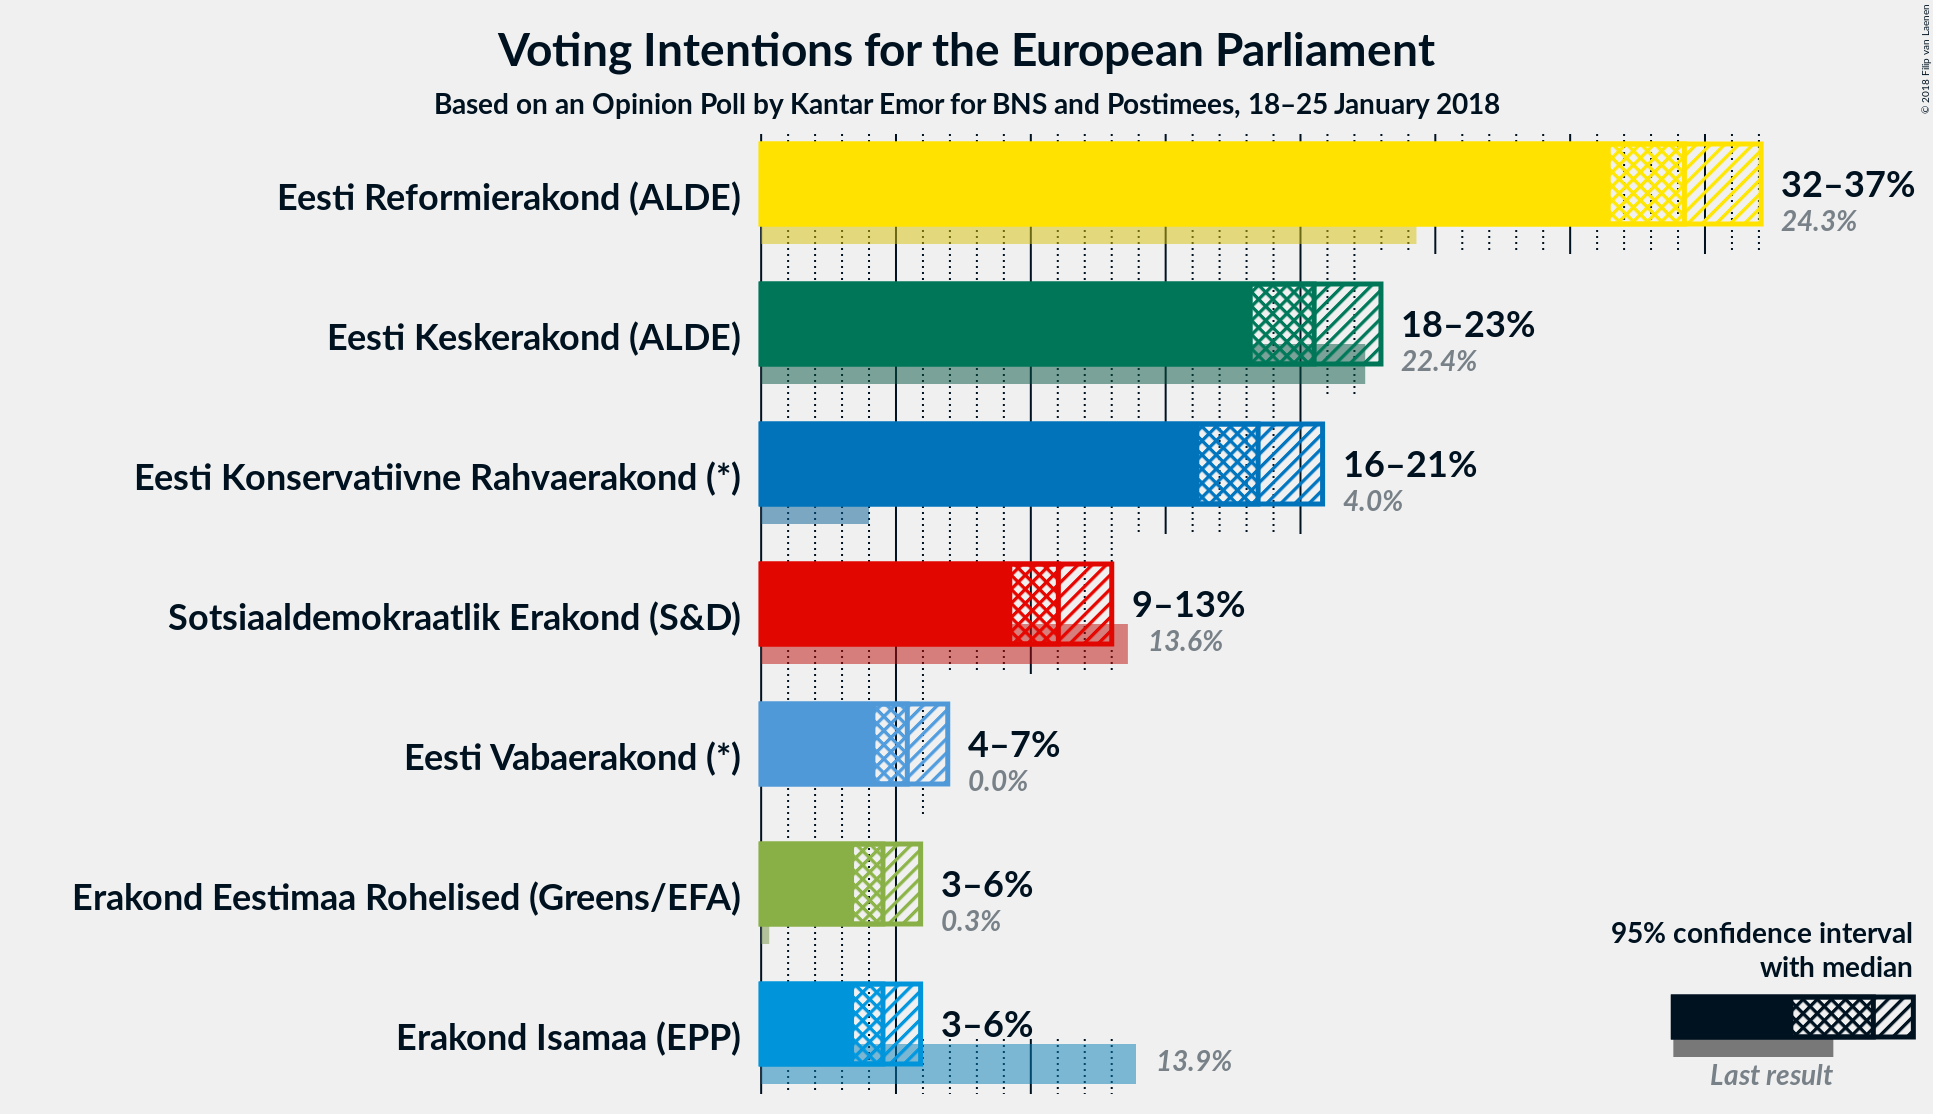 Voting Intentions for the European Parliament
Based on an Opinion Poll by Kantar Emor for BNS and Postimees, 18–25 January 2018
© 2018 Filip van Laenen
Eesti Reformierakond (ALDE)
32–37%
24.3%
Eesti Keskerakond (ALDE)
18–23%
22.4%
Eesti Konservatiivne Rahvaerakond (*)
16–21%
4.0%
Sotsiaaldemokraatlik Erakond (S&D)
9–13%
13.6%
Eesti Vabaerakond (*)
4–7%
0.0%
Erakond Eestimaa Rohelised (Greens/EFA)
3–6%
0.3%
Erakond Isamaa (EPP)
3–6%
13.9%
95% confidence interval
with median
Last result